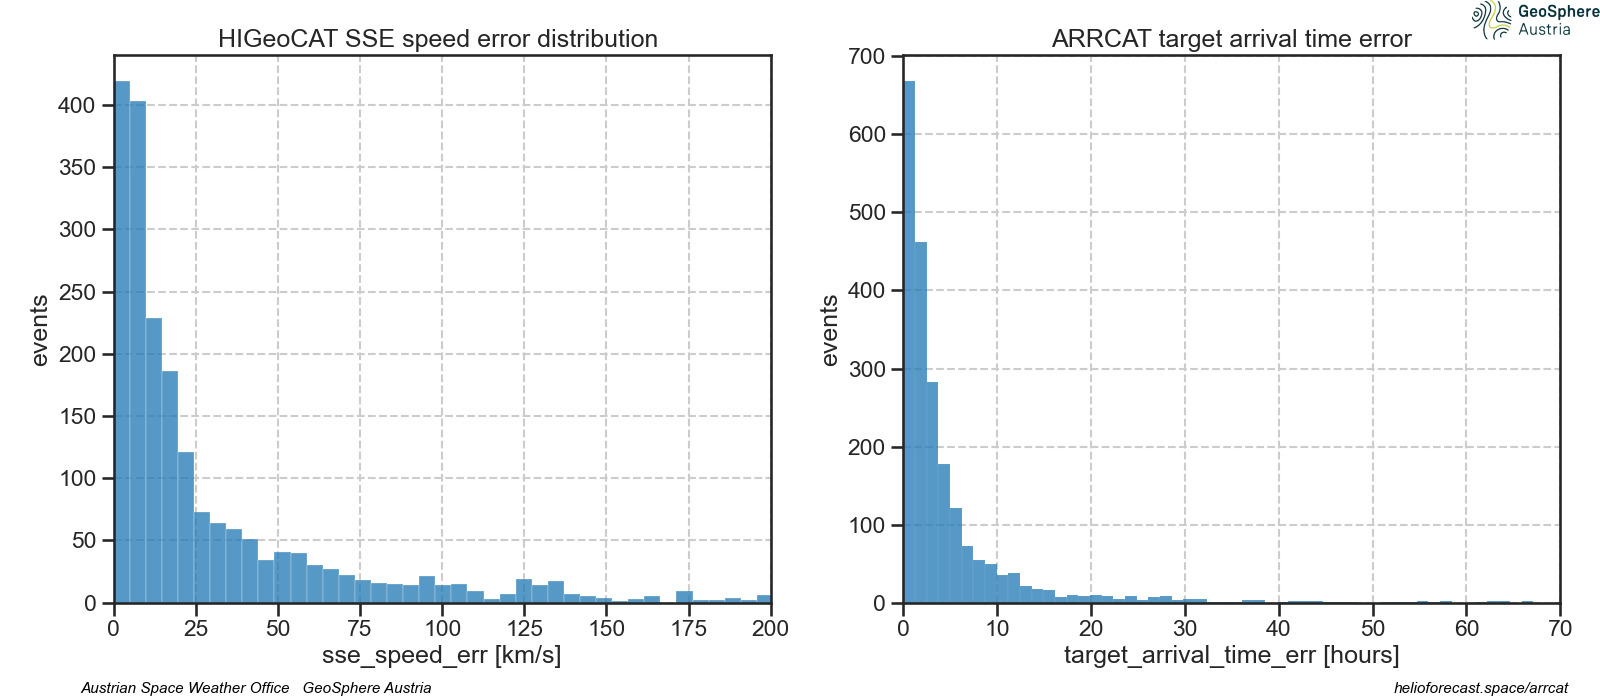 GeoSphere
Austria
HIGeoCAT SSE speed error distribution
400
350
300
250
200
150
100
50
0
events
0 25 50 75 100 125 150 175 200
sse_speed_err [km/s]
ARRCAT target arrival time error
700
600
500
400
300
200
100
0
events
0 10 20 30 40 50 60 70
target_arrival_time_err [hours]
Austrian Space Weather Office GeoSphere Austria
helioforecast.space/arrcat